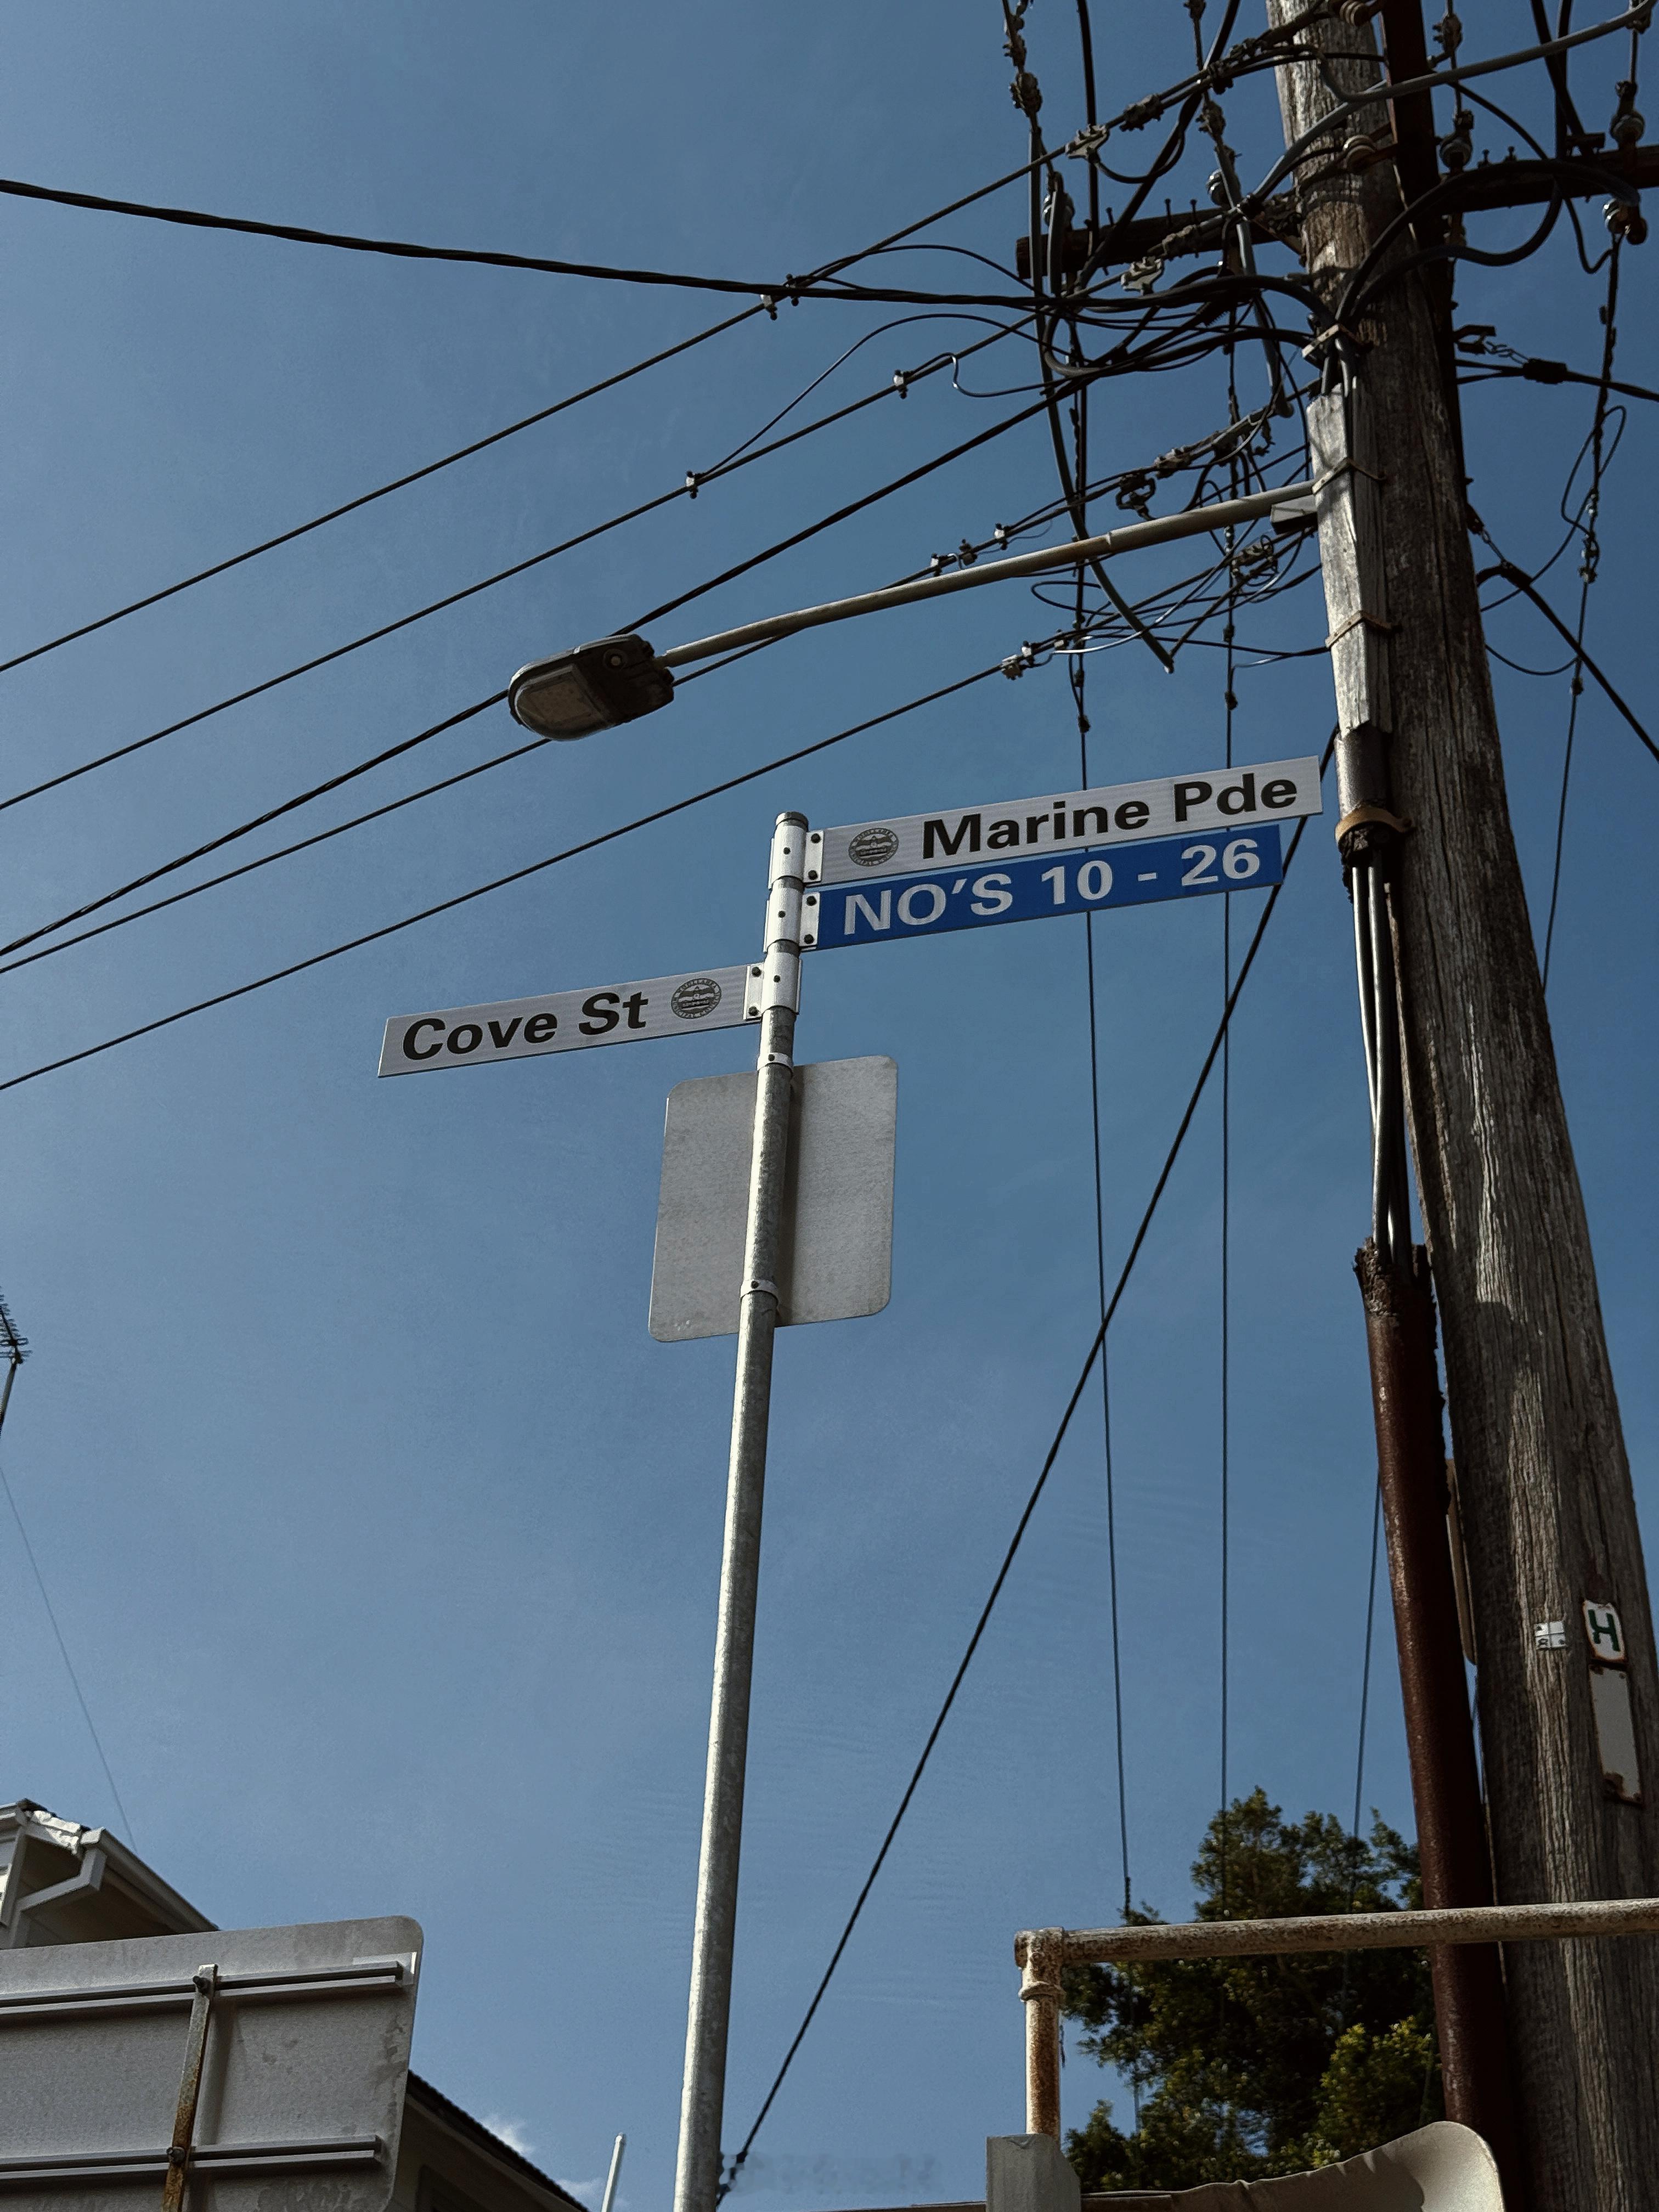 Marine Pde
NO'S 10 - 26
Cove St
H